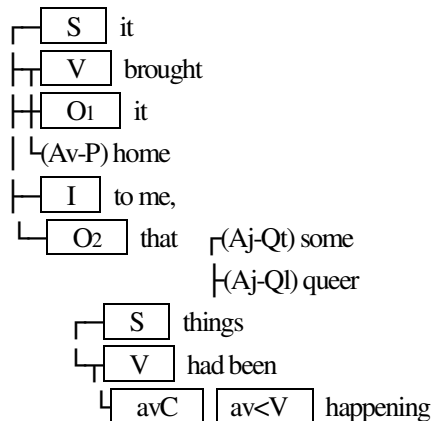 S it
V brought
O1 it
(Av-P) home
I to me,
O2 that (Aj-Qt) some
(Aj-Ql) queer
S things
V had been
avC av<V happening